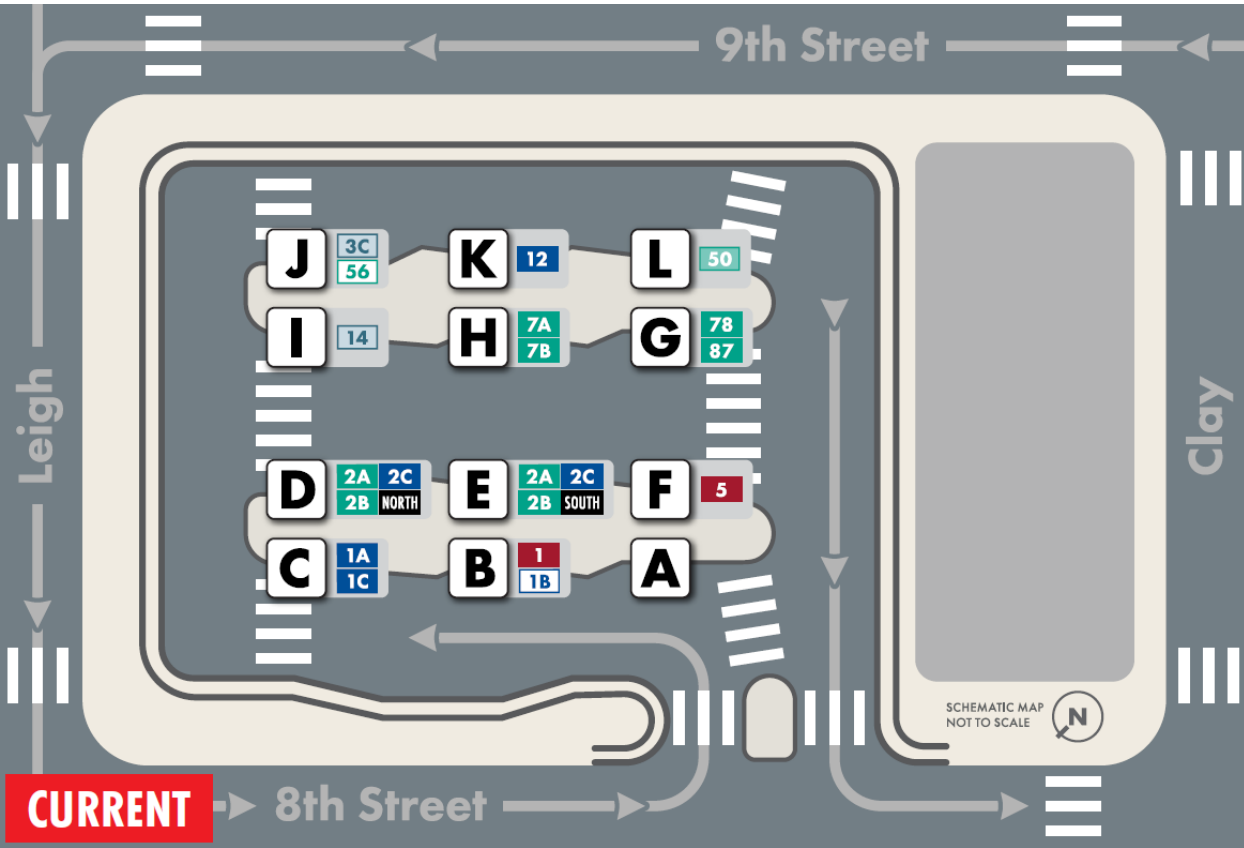 9th Street
J
3C
56
K
12
L
50
I
14
H
7A
7B
G
78
87
Leigh
Clay
D
2A 2C
2B NORTH
E
2A 2C
2B SOUTH
F
5
C
1A
1C
B
1
1B
A
SCHEMATIC MAP
NOT TO SCALE
N
CURRENT
8th Street